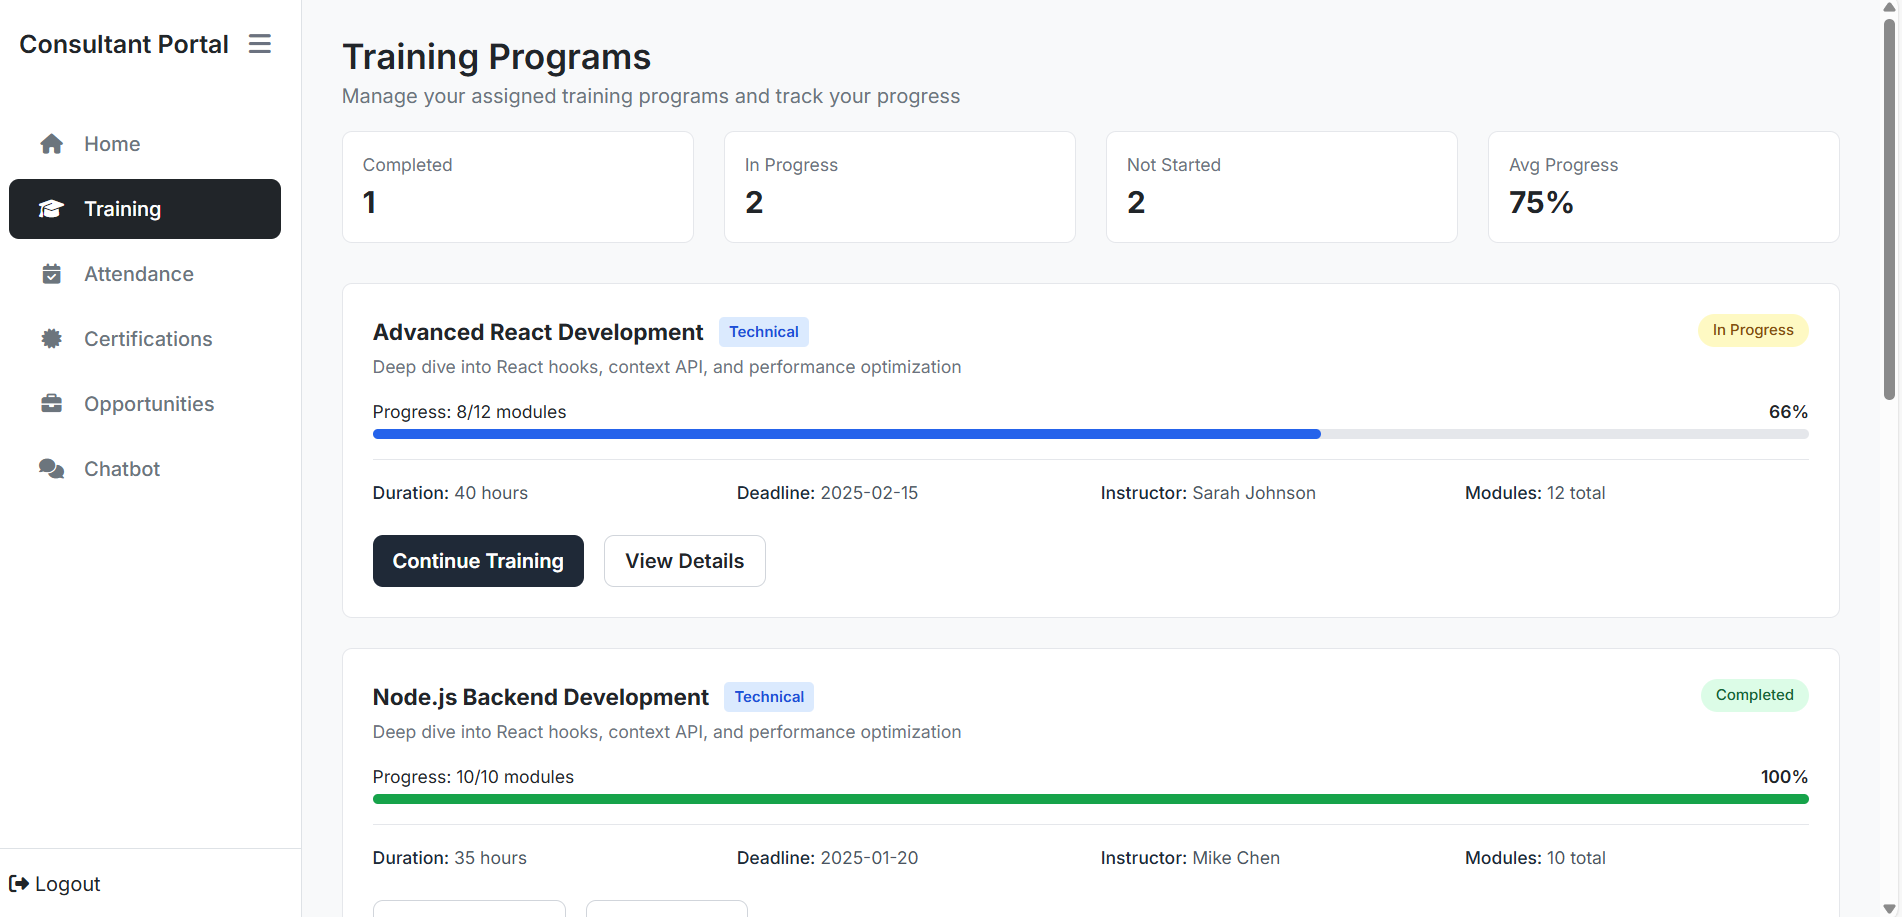 Consultant Portal
Home
Training
Attendance
Certifications
Opportunities
Chatbot
Logout
Training Programs
Manage your assigned training programs and track your progress
Completed
1
In Progress
2
Not Started
2
Avg Progress
75%
Advanced React Development Technical In Progress
Deep dive into React hooks, context API, and performance optimization
Progress: 8/12 modules 66%
Duration: 40 hours Deadline: 2025-02-15 Instructor: Sarah Johnson Modules: 12 total
Continue Training View Details
Node.js Backend Development Technical Completed
Deep dive into React hooks, context API, and performance optimization
Progress: 10/10 modules 100%
Duration: 35 hours Deadline: 2025-01-20 Instructor: Mike Chen Modules: 10 total